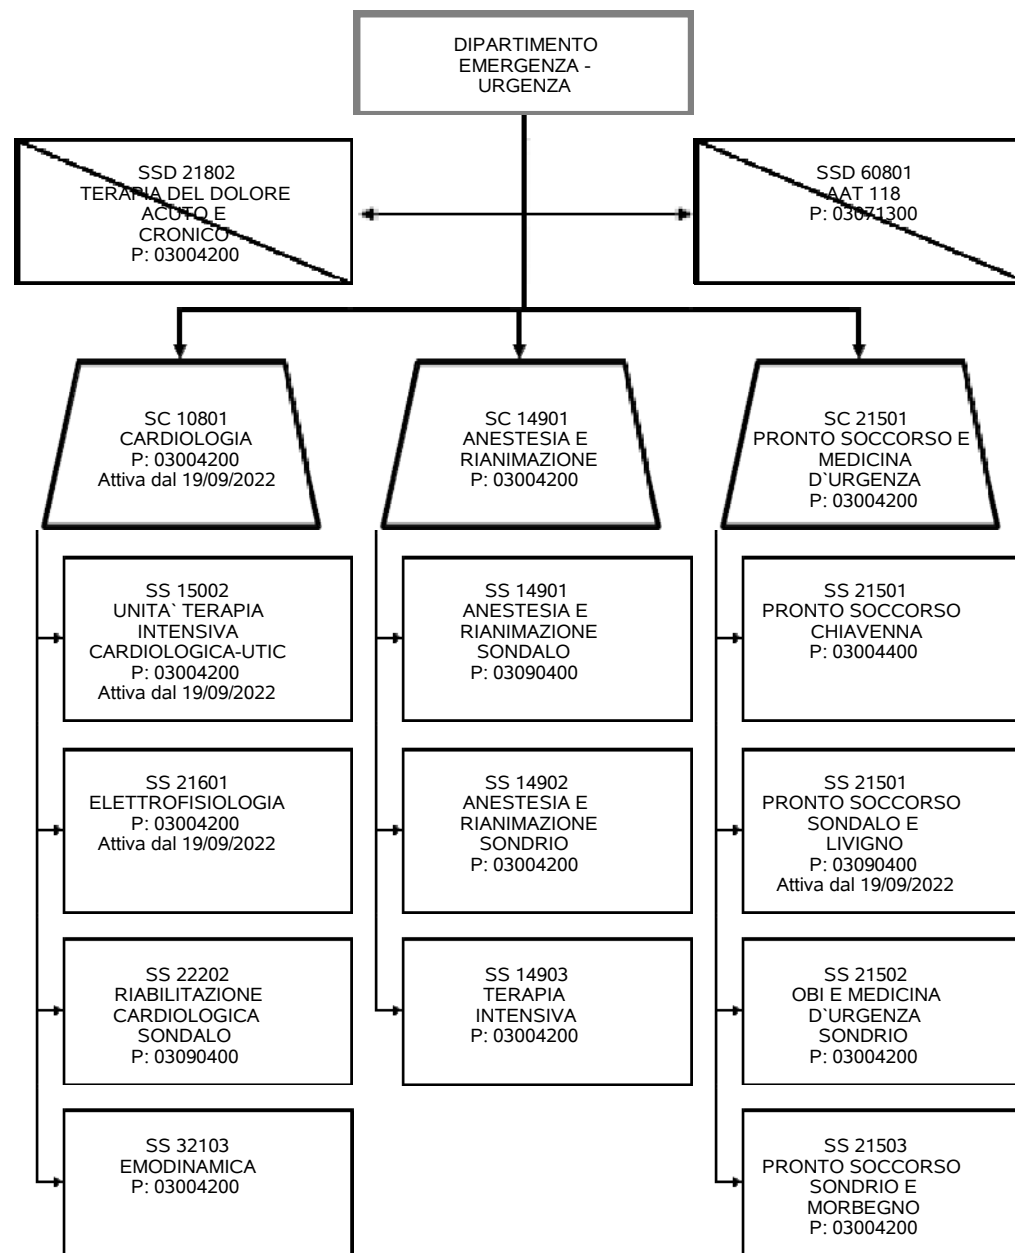 DIPARTIMENTO
EMERGENZA -
URGENZA
SSD 21802
TERAPIA DEL DOLORE
ACUTO E
CRONICO
P: 03004200
SSD 60801
AAT 118
P: 03071300
SC 10801
CARDIOLOGIA
P: 03004200
Attiva dal 19/09/2022
SC 14901
ANESTESIA E
RIANIMAZIONE
P: 03004200
SC 21501
PRONTO SOCCORSO E
MEDICINA
D`URGENZA
P: 03004200
SS 15002
UNITA` TERAPIA
INTENSIVA
CARDIOLOGICA-UTIC
P: 03004200
Attiva dal 19/09/2022
SS 14901
ANESTESIA E
RIANIMAZIONE
SONDALO
P: 03090400
SS 21501
PRONTO SOCCORSO
CHIAVENNA
P: 03004400
SS 21601
ELETTROFISIOLOGIA
P: 03004200
Attiva dal 19/09/2022
SS 14902
ANESTESIA E
RIANIMAZIONE
SONDRIO
P: 03004200
SS 21501
PRONTO SOCCORSO
SONDALO E
LIVIGNO
P: 03090400
Attiva dal 19/09/2022
SS 22202
RIABILITAZIONE
CARDIOLOGICA
SONDALO
P: 03090400
SS 14903
TERAPIA
INTENSIVA
P: 03004200
SS 21502
OBI E MEDICINA
D`URGENZA
SONDRIO
P: 03004200
SS 32103
EMODINAMICA
P: 03004200
SS 21503
PRONTO SOCCORSO
SONDRIO E
MORBEGNO
P: 03004200